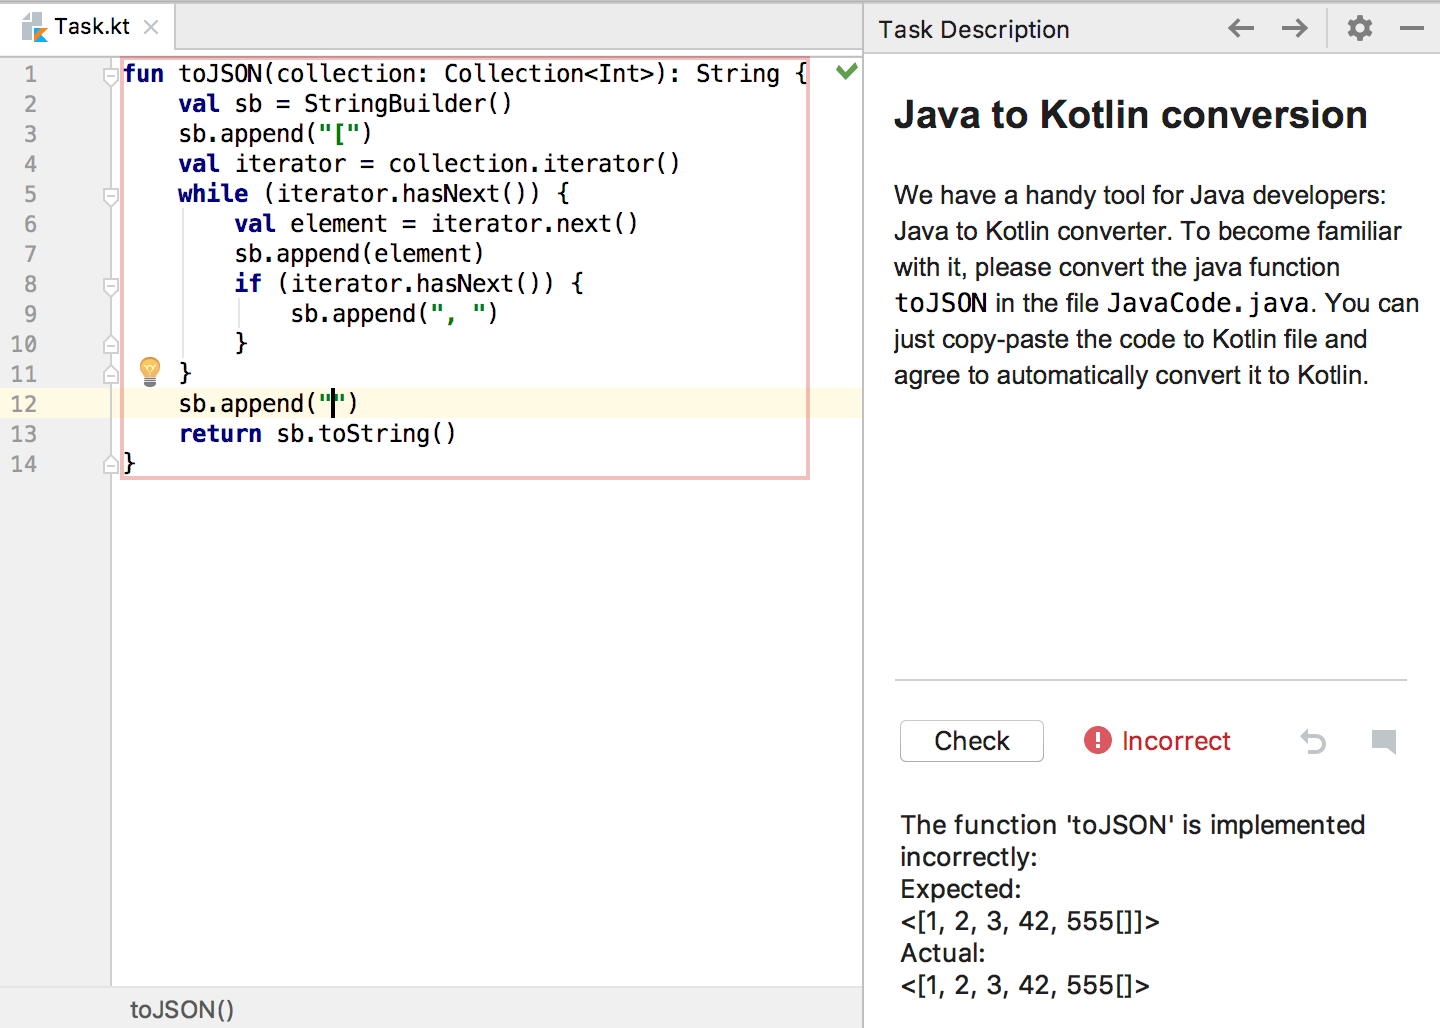 Task.kt
1 fun toJSON(collection: Collection<Int>): String {
2     val sb = StringBuilder()
3     sb.append("[")
4     val iterator = collection.iterator()
5     while (iterator.hasNext()) {
6         val element = iterator.next()
7         sb.append(element)
8         if (iterator.hasNext()) {
9             sb.append(", ")
10         }
11     }
12     sb.append("")
13     return sb.toString()
14 }
toJSON()
Task Description
Java to Kotlin conversion
We have a handy tool for Java developers:
Java to Kotlin converter. To become familiar
with it, please convert the java function
toJSON in the file JavaCode.java. You can
just copy-paste the code to Kotlin file and
agree to automatically convert it to Kotlin.
Check
Incorrect
The function 'toJSON' is implemented
incorrectly:
Expected:
<[1, 2, 3, 42, 555[]]>
Actual:
<[1, 2, 3, 42, 555[]>